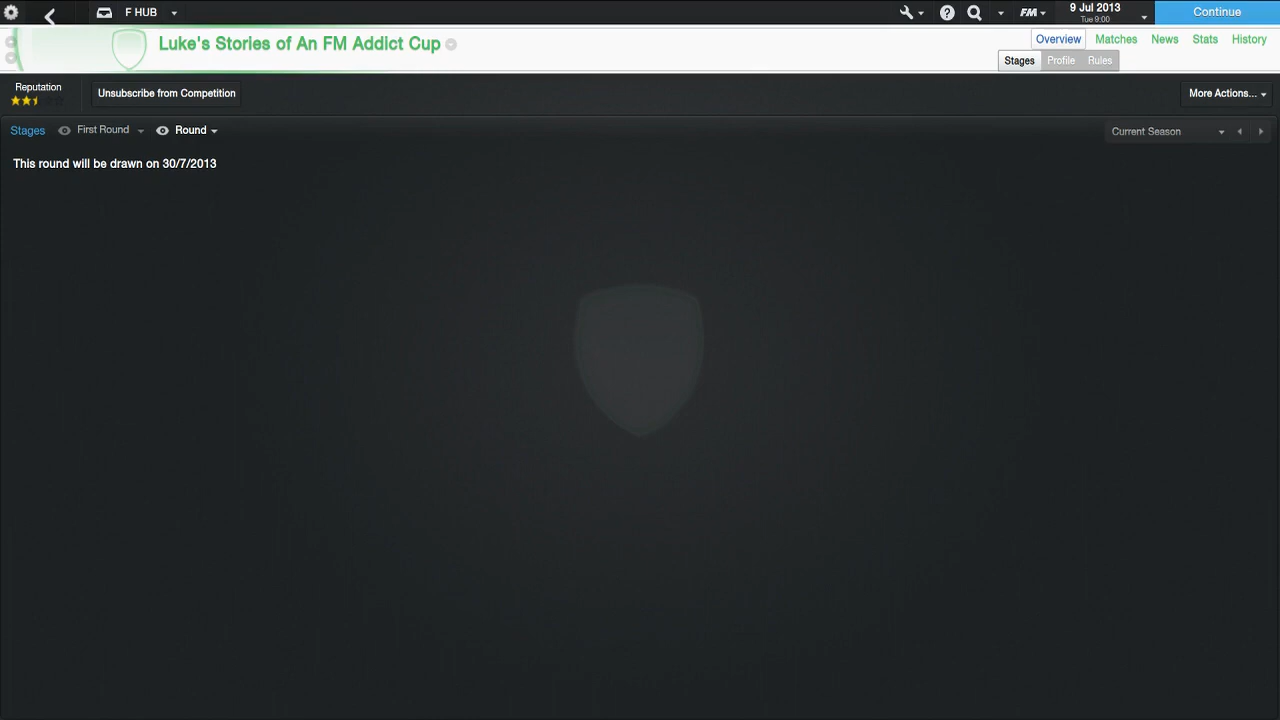 F HUB
FM
9 Jul 2013
Tue 9:00
Continue
Luke's Stories of An FM Addict Cup
Overview
Matches
News
Stats
History
Stages
Profile
Rules
Reputation
Unsubscribe from Competition
More Actions...
Stages
First Round
Round
Current Season
This round will be drawn on 30/7/2013